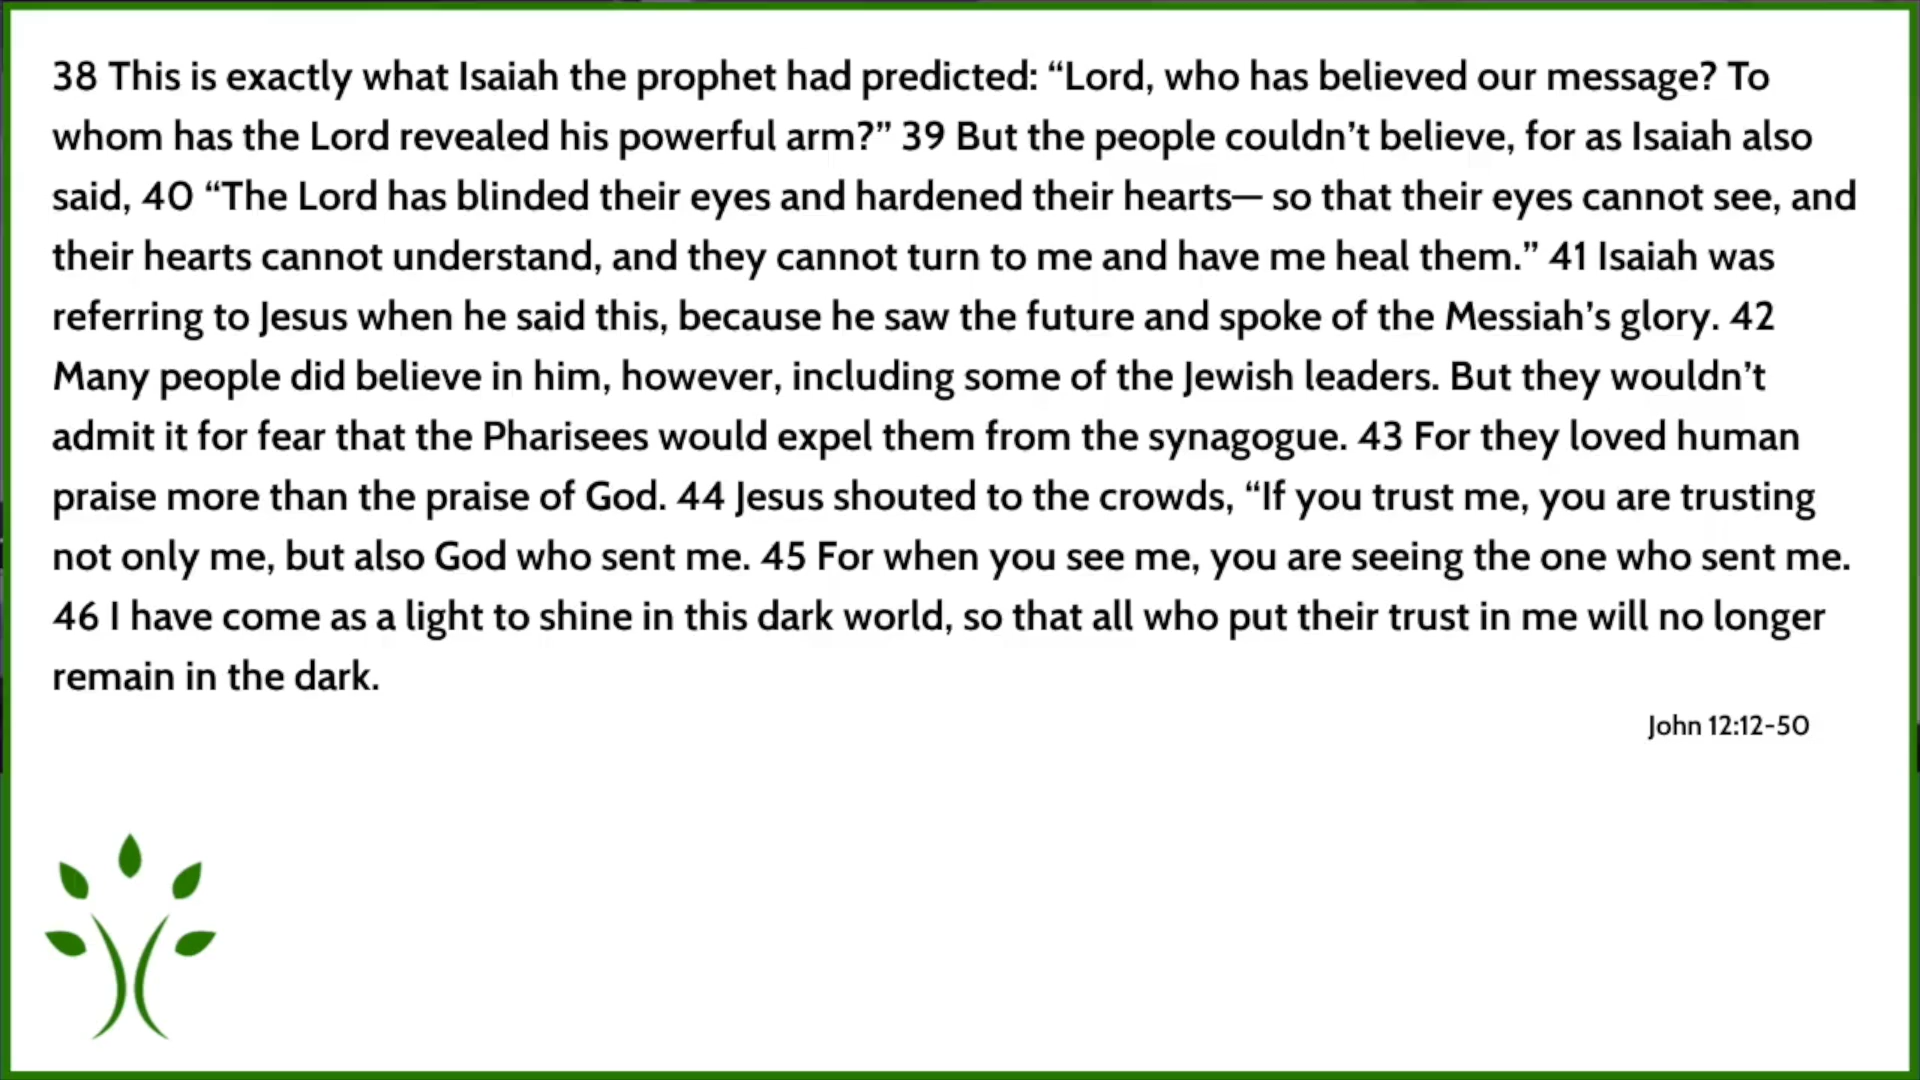 38 This is exactly what Isaiah the prophet had predicted: “Lord, who has believed our message? To
whom has the Lord revealed his powerful arm?” 39 But the people couldn’t believe, for as Isaiah also
said, 40 “The Lord has blinded their eyes and hardened their hearts— so that their eyes cannot see, and
their hearts cannot understand, and they cannot turn to me and have me heal them.” 41 Isaiah was
referring to Jesus when he said this, because he saw the future and spoke of the Messiah’s glory. 42
Many people did believe in him, however, including some of the Jewish leaders. But they wouldn’t
admit it for fear that the Pharisees would expel them from the synagogue. 43 For they loved human
praise more than the praise of God. 44 Jesus shouted to the crowds, “If you trust me, you are trusting
not only me, but also God who sent me. 45 For when you see me, you are seeing the one who sent me.
46 I have come as a light to shine in this dark world, so that all who put their trust in me will no longer
remain in the dark.
John 12:12-50